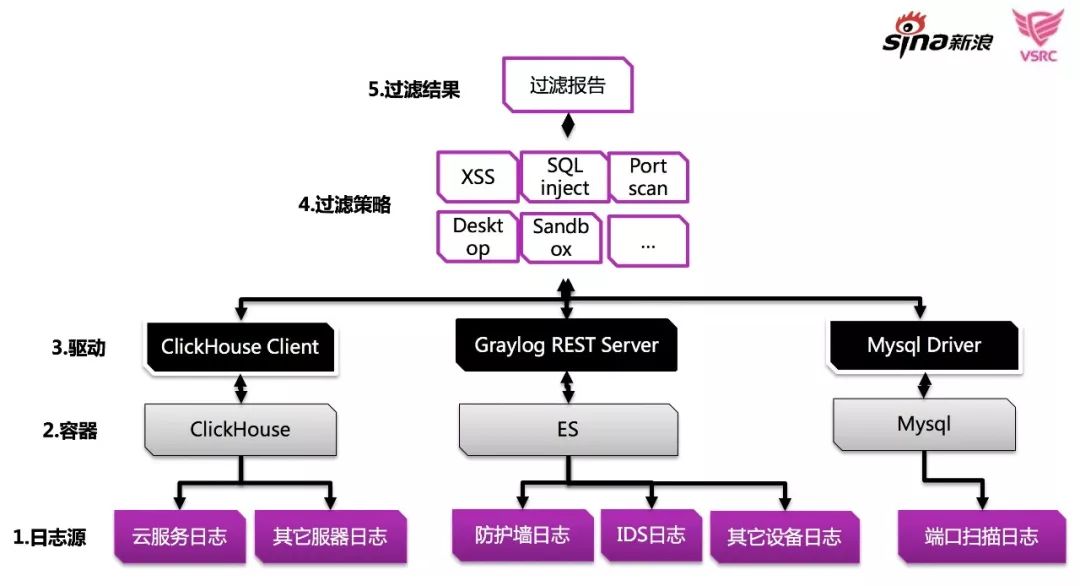 sina新浪
VSRC
5.过滤结果
过滤报告
4.过滤策略
XSS
SQL
inject
Port
scan
Deskt
op
Sandb
ox
...
3.驱动
ClickHouse Client
Graylog REST Server
Mysql Driver
2.容器
ClickHouse
ES
Mysql
1.日志源
云服务日志
其它服器日志
防护墙日志
IDS日志
其它设备日志
端口扫描日志